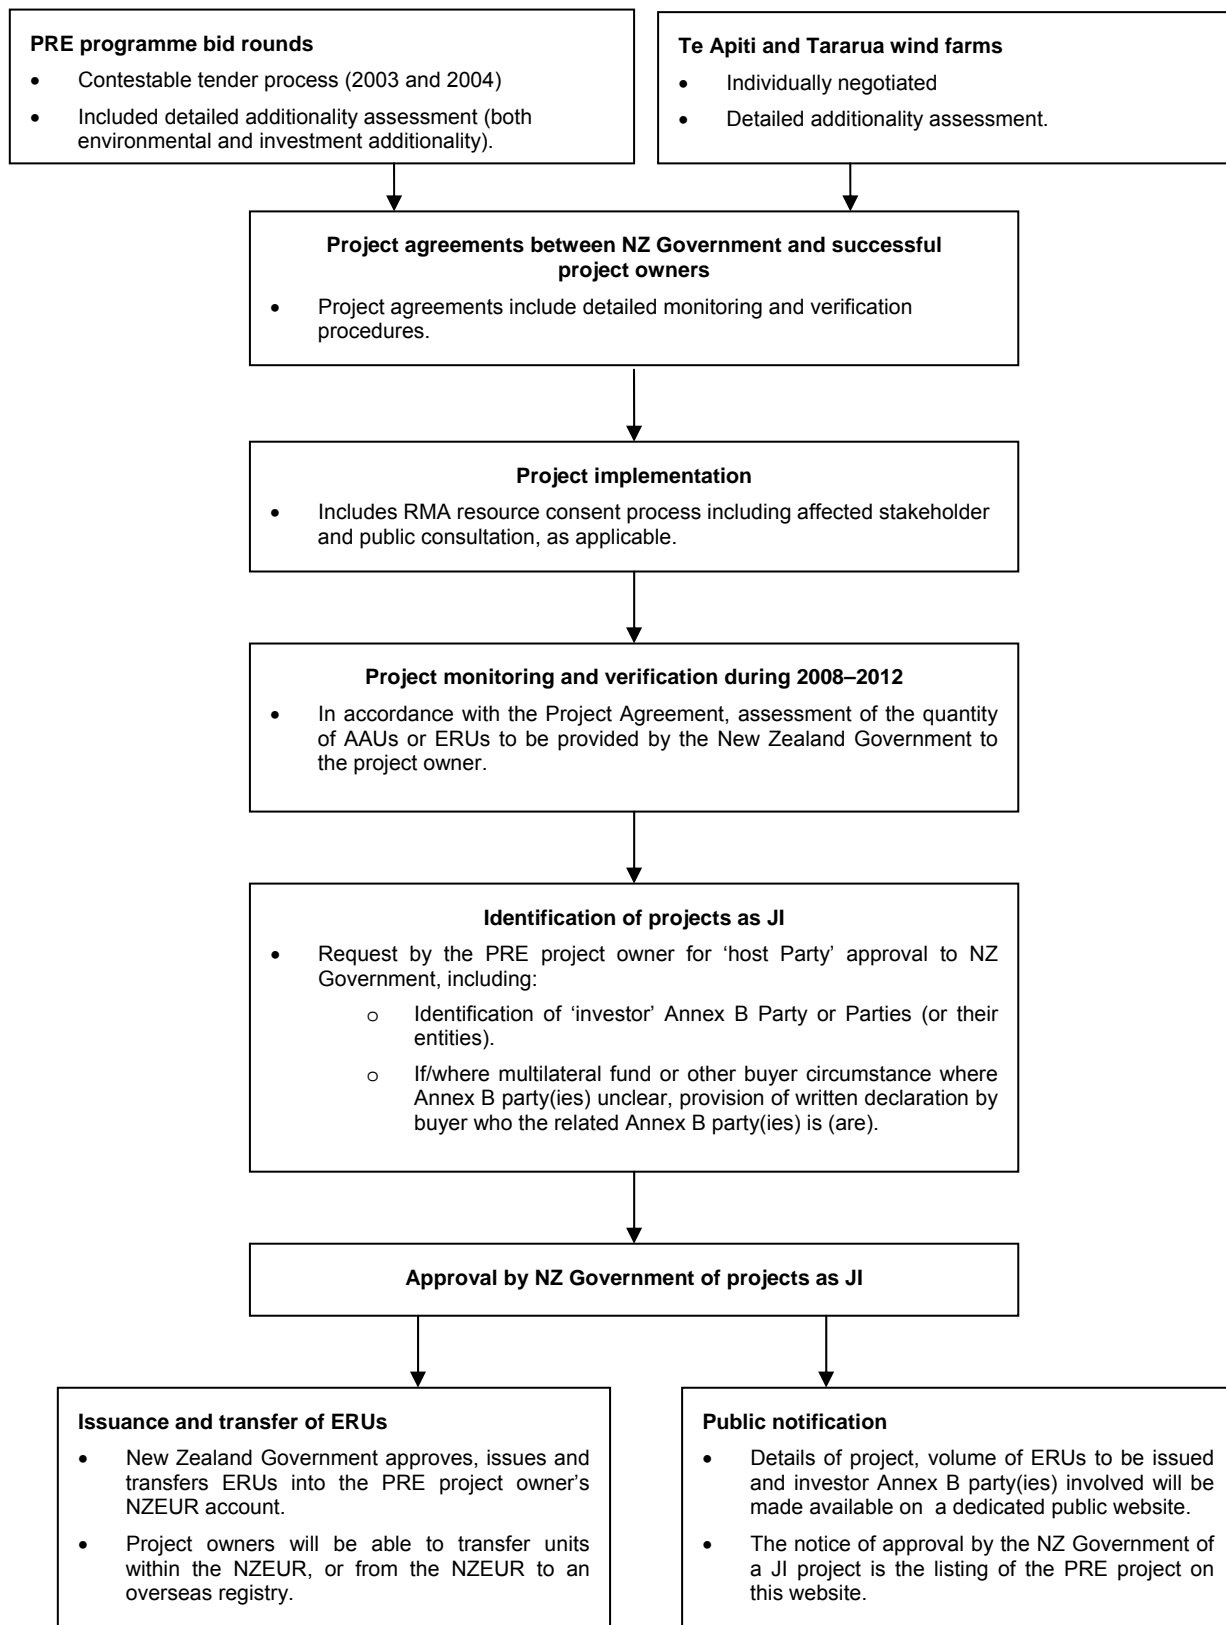 PRE programme bid rounds
• Contestable tender process (2003 and 2004)
• Included detailed additionality assessment (both
environmental and investment additionality).
Te Apiti and Tararua wind farms
• Individually negotiated
• Detailed additionality assessment.
Project agreements between NZ Government and successful
project owners
• Project agreements include detailed monitoring and verification
procedures.
Project implementation
• Includes RMA resource consent process including affected stakeholder
and public consultation, as applicable.
Project monitoring and verification during 2008–2012
• In accordance with the Project Agreement, assessment of the quantity
of AAUs or ERUs to be provided by the New Zealand Government to
the project owner.
Identification of projects as JI
• Request by the PRE project owner for ‘host Party’ approval to NZ
Government, including:
o Identification of ‘investor’ Annex B Party or Parties (or their
entities).
o If/where multilateral fund or other buyer circumstance where
Annex B party(ies) unclear, provision of written declaration by
buyer who the related Annex B party(ies) is (are).
Approval by NZ Government of projects as JI
Issuance and transfer of ERUs
• New Zealand Government approves, issues and
transfers ERUs into the PRE project owner’s
NZEUR account.
• Project owners will be able to transfer units
within the NZEUR, or from the NZEUR to an
overseas registry.
Public notification
• Details of project, volume of ERUs to be issued
and investor Annex B party(ies) involved will be
made available on a dedicated public website.
• The notice of approval by the NZ Government of
a JI project is the listing of the PRE project on
this website.